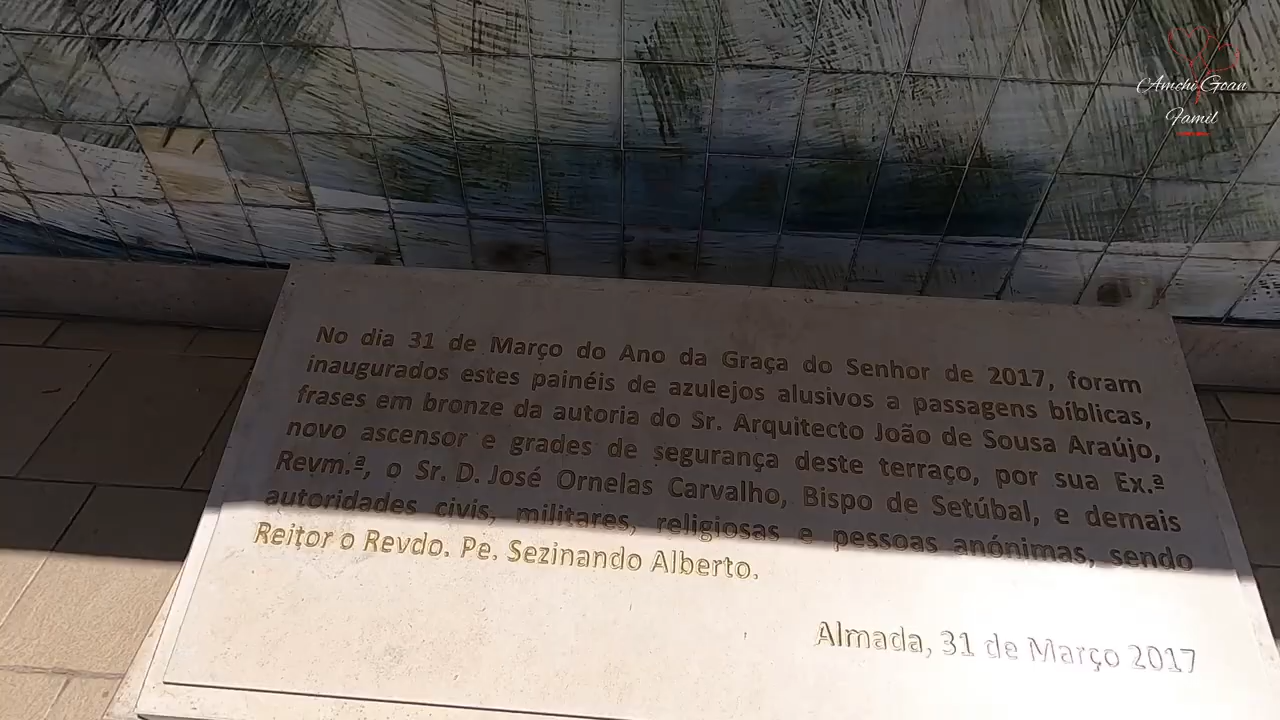 Amchi Goan
Famil
No dia 31 de Março do Ano da Graça do Senhor de 2017, foram
inaugurados estes painéis de azulejos alusivos a passagens bíblicas,
frases em bronze da autoria do Sr. Arquitecto João de Sousa Araújo,
novo ascensor e grades de segurança deste terraço, por sua Ex.ª
Revm.ª, o Sr. D. José Ornelas Carvalho, Bispo de Setúbal, e demais
autoridades civis, militares, religiosas e pessoas anónimas, sendo
Reitor o Revdo. Pe. Sezinando Alberto.
Almada, 31 de Março 2017